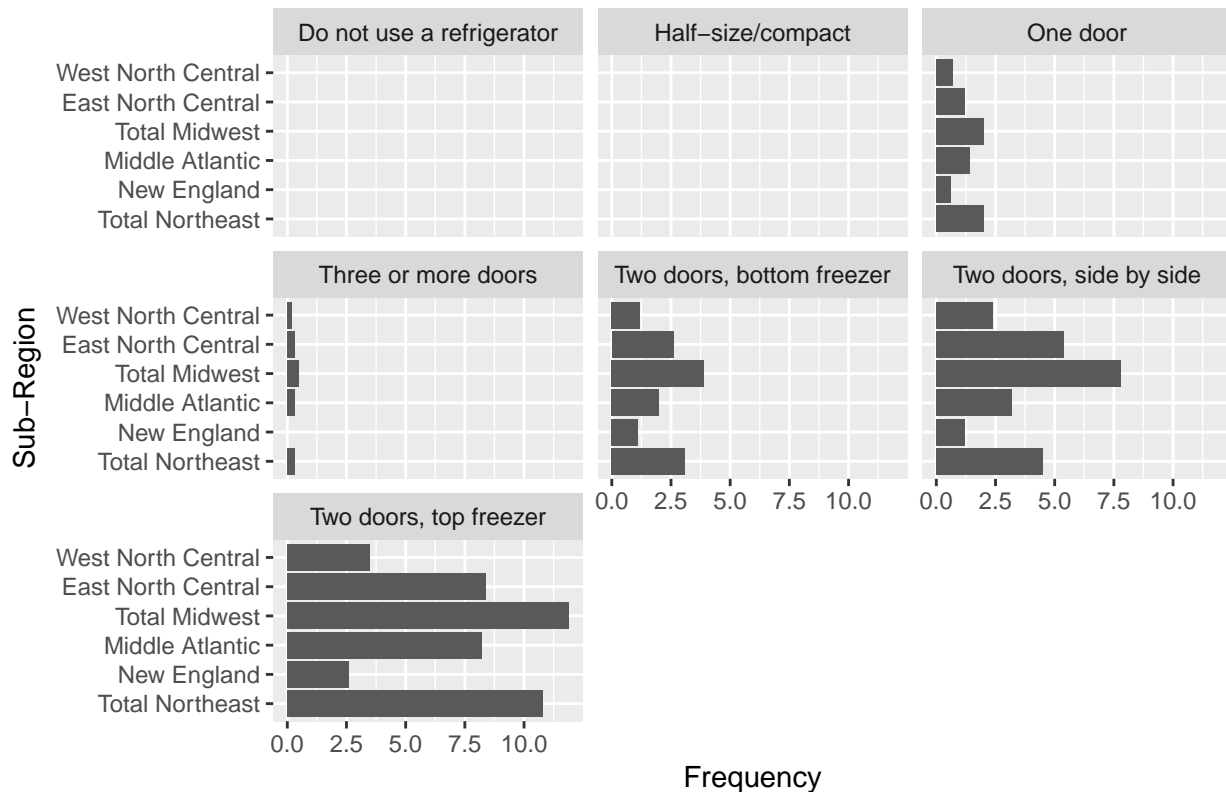 Do not use a refrigerator
Half−size/compact
One door
West North Central
East North Central
Total Midwest
Middle Atlantic
New England
Total Northeast
Three or more doors
Two doors, bottom freezer
Two doors, side by side
West North Central
East North Central
Total Midwest
Middle Atlantic
New England
Total Northeast
0.0 2.5 5.0 7.5 10.0
0.0 2.5 5.0 7.5 10.0
Two doors, top freezer
West North Central
East North Central
Total Midwest
Middle Atlantic
New England
Total Northeast
0.0 2.5 5.0 7.5 10.0
Frequency
Sub−Region